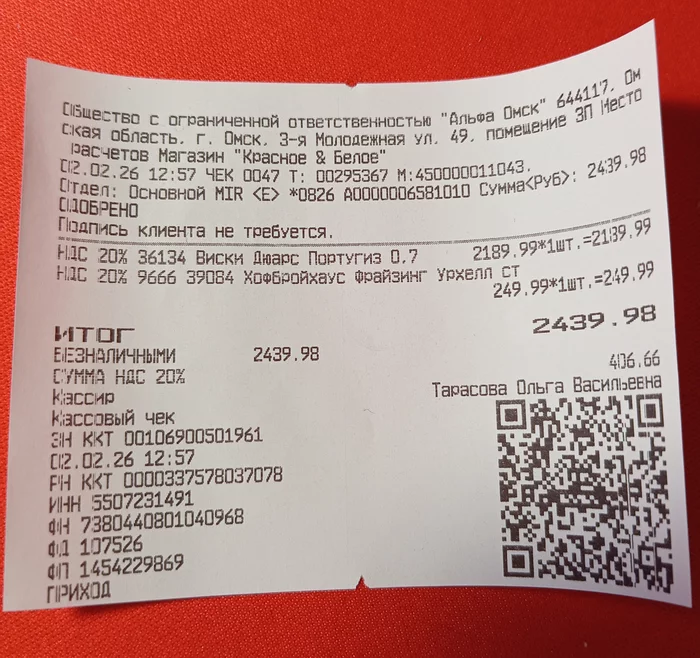 Общество с ограниченной ответственностью "Альфа Омск" 644117, Ом
ская область, г. Омск, 3-я Молодежная ул, 49, помещение 3П Место
расчетов Магазин "Красное & Белое"
02.02.26 12:57 ЧЕК 0047 Т: 00295367 М:450000011043,
Отдел: Основной MIR <E> *0826 A0000006581010 Сумма<Руб>: 2439.98
ОДОБРЕНО
Подпись клиента не требуется.
НДС 20% 36134 Виски Джарс Португиз 0.7 2189.99*1шт.=2189.99
НДС 20% 9666 39084 Хофбройхаус Фрайзинг Урхелл ст
249.99*1шт.=249.99
ИТОГ 2439.98
БЕЗНАЛИЧНЫМИ 2439.98
СУММА НДС 20% 406.66
Кассир Тарасова Ольга Васильевна
Кассовый чек
ЗН ККТ 00106900501961
02.02.26 12:57
РН ККТ 0000337578037078
ИНН 5507231491
ФН 7380440801040968
ФД 107526
ФП 1454229869
ПРИХОД